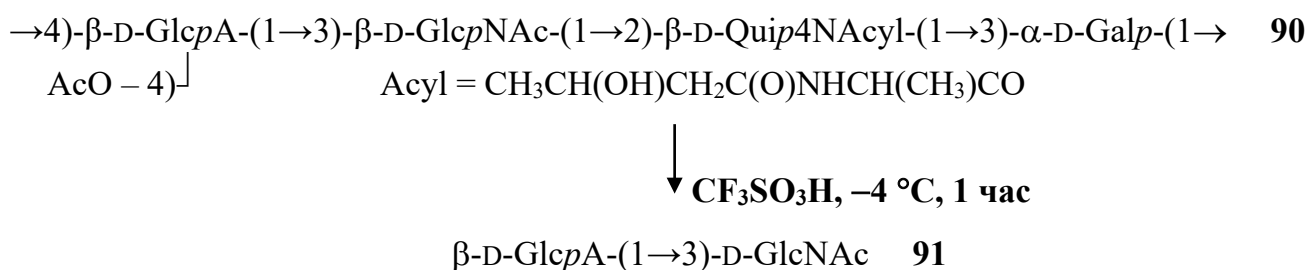 →4)-β-D-GlcpA-(1→3)-β-D-GlcpNAc-(1→2)-β-D-Quip4NAcyl-(1→3)-α-D-Galp-(1→ 90
AcO – 4) Acyl = CH₃CH(OH)CH₂C(O)NHCH(CH₃)CO
CF₃SO₃H, –4 °C, 1 час
β-D-GlcpA-(1→3)-D-GlcNAc 91